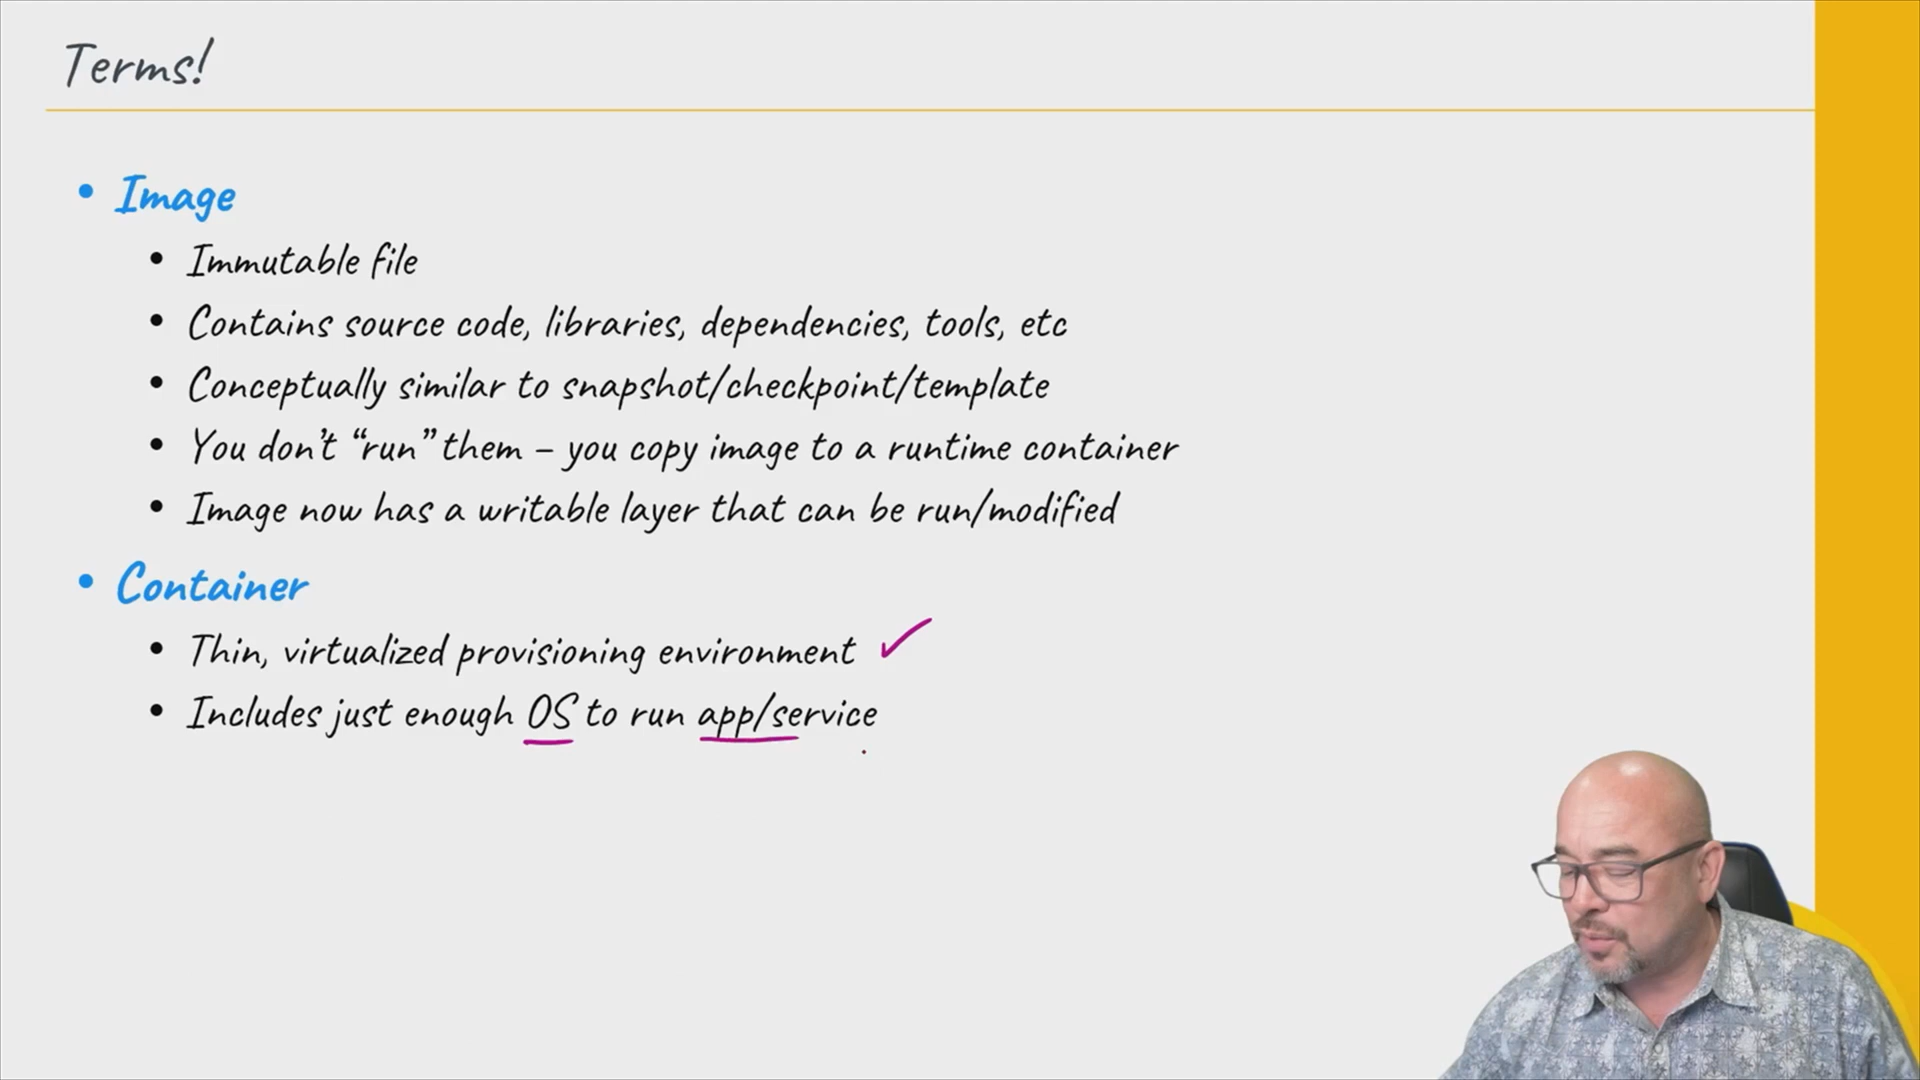 Terms!
• Image
• Immutable file
• Contains source code, libraries, dependencies, tools, etc
• Conceptually similar to snapshot/checkpoint/template
• You don’t “run” them – you copy image to a runtime container
• Image now has a writable layer that can be run/modified
• Container
• Thin, virtualized provisioning environment
• Includes just enough OS to run app/service